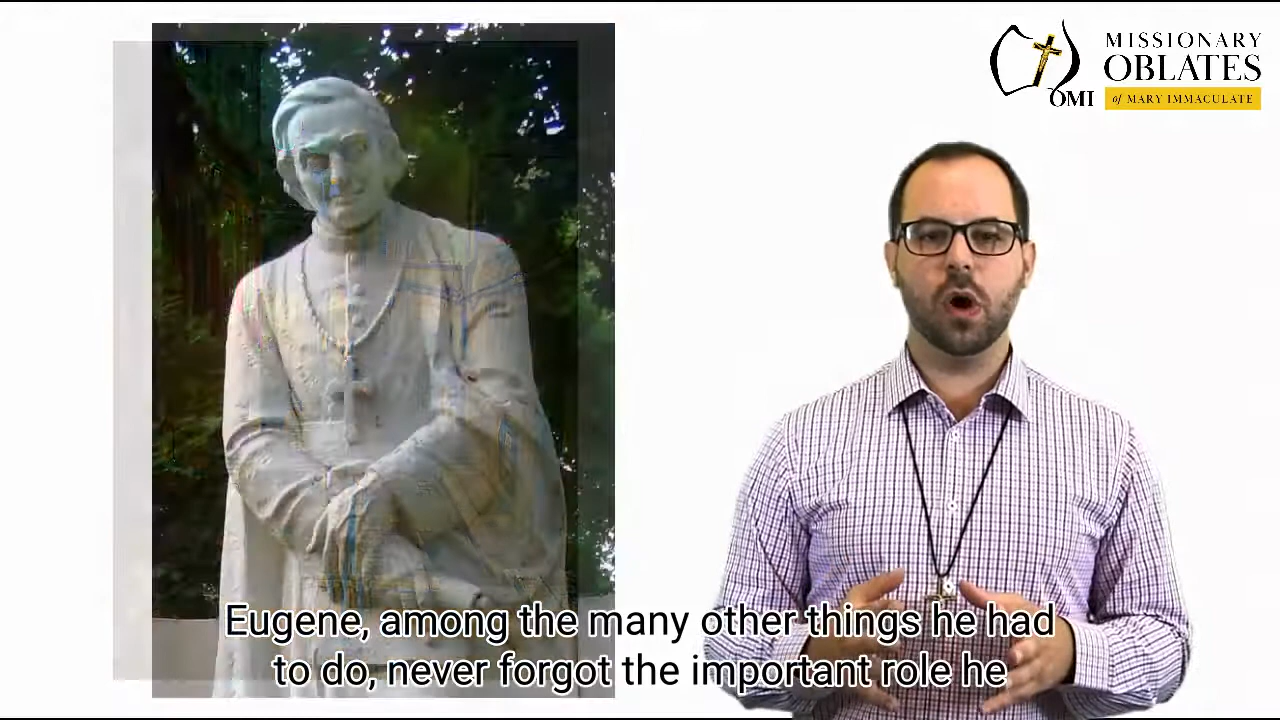 MISSIONARY
OBLATES
OMI
of MARY IMMACULATE
Eugene, among the many other things he had
to do, never forgot the important role he